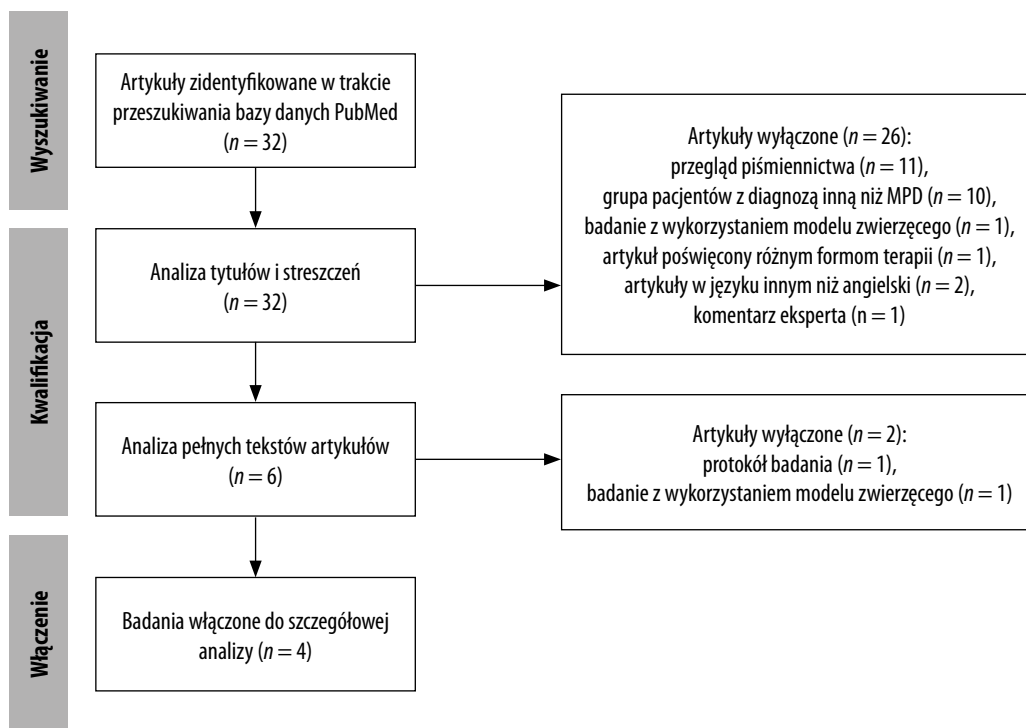 Wyszukiwanie
Artykuły zidentyfikowane w trakcie
przeszukiwania bazy danych PubMed
(n = 32)
Kwalifikacja
Analiza tytułów i streszczeń
(n = 32)
Artykuły wyłączone (n = 26):
przegląd piśmiennictwa (n = 11),
grupa pacjentów z diagnozą inną niż MPD (n = 10),
badanie z wykorzystaniem modelu zwierzęcego (n = 1),
artykuł poświęcony różnym formom terapii (n = 1),
artykuły w języku innym niż angielski (n = 2),
komentarz eksperta (n = 1)
Analiza pełnych tekstów artykułów
(n = 6)
Artykuły wyłączone (n = 2):
protokół badania (n = 1),
badanie z wykorzystaniem modelu zwierzęcego (n = 1)
Włączenie
Badania włączone do szczegółowej
analizy (n = 4)